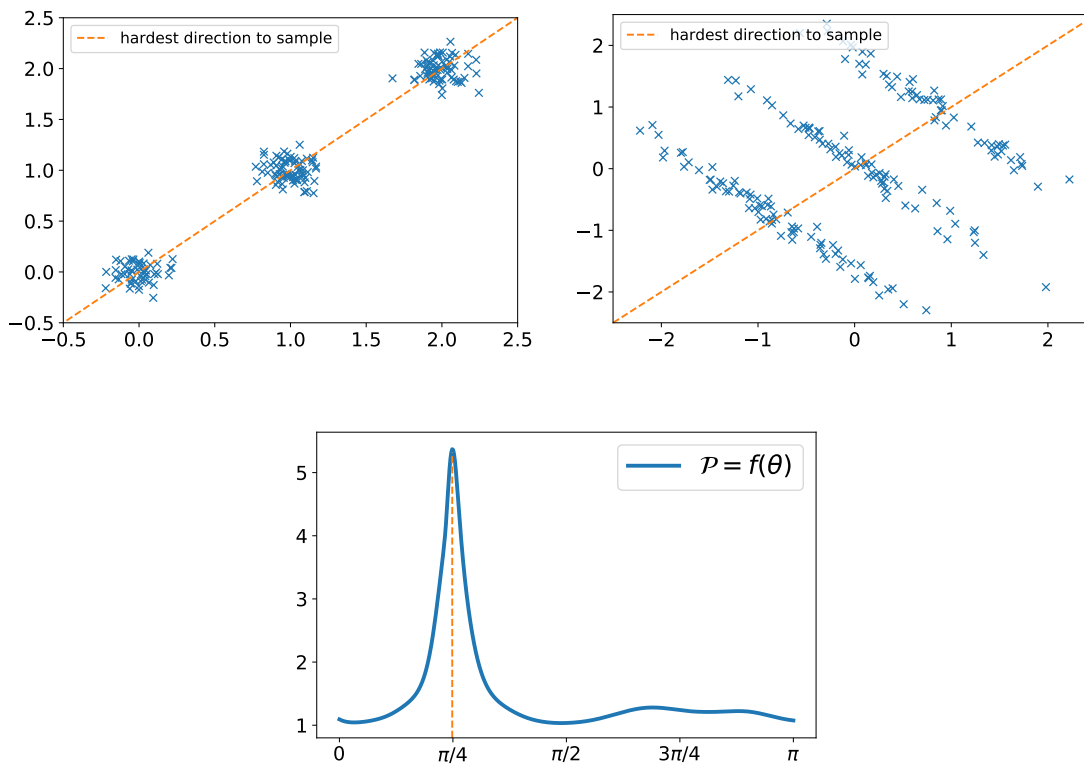 hardest direction to sample
2.5
2.0
1.5
1.0
0.5
0.0
−0.5
−0.5 0.0 0.5 1.0 1.5 2.0 2.5
hardest direction to sample
2
1
0
−1
−2
−2 −1 0 1 2
𝒫 = f(θ)
5
4
3
2
1
0 π/4 π/2 3π/4 π